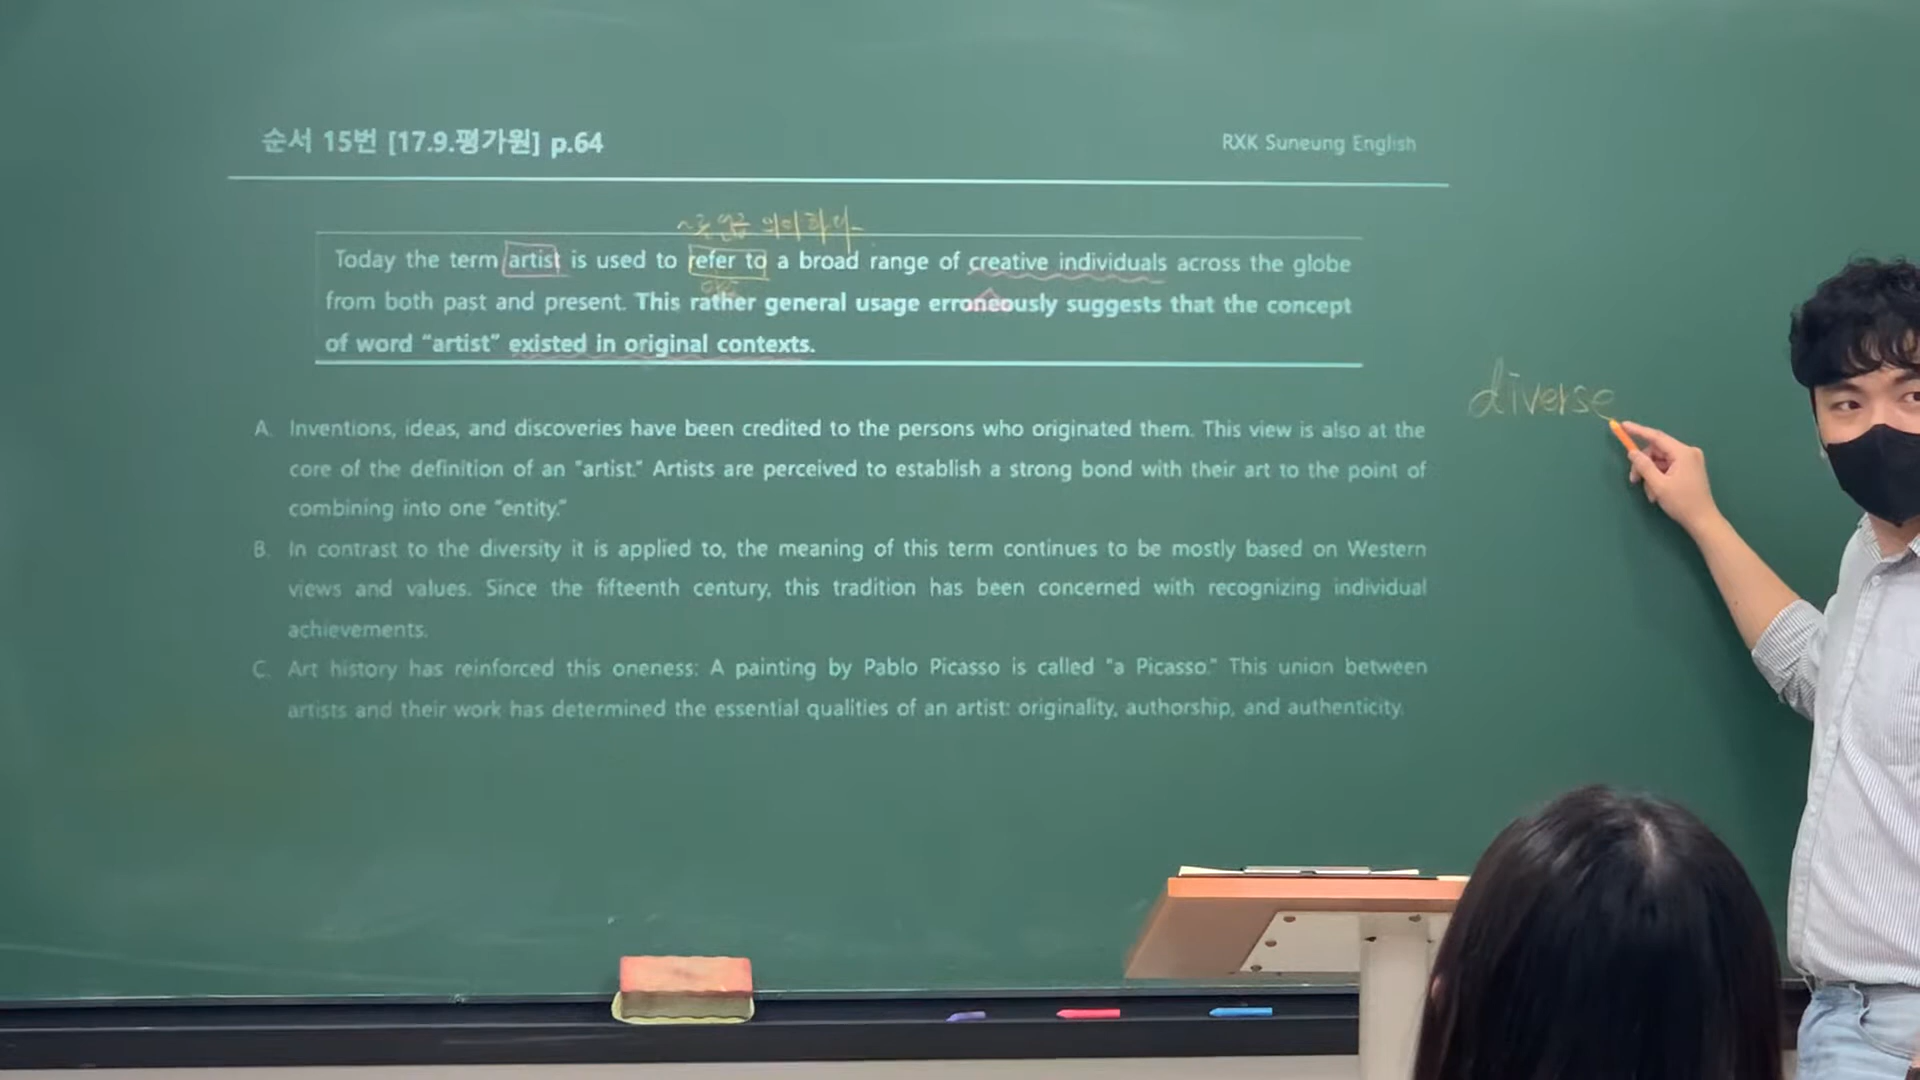 순서 15번 [17.9.평가원] p.64
RXK Suneung English
Today the term artist is used to refer to a broad range of creative individuals across the globe
from both past and present. This rather general usage erroneously suggests that the concept
of word “artist” existed in original contexts.
diverse
A. Inventions, ideas, and discoveries have been credited to the persons who originated them. This view is also at the
core of the definition of an “artist.” Artists are perceived to establish a strong bond with their art to the point of
combining into one “entity.”
B. In contrast to the diversity it is applied to, the meaning of this term continues to be mostly based on Western
views and values. Since the fifteenth century, this tradition has been concerned with recognizing individual
achievements.
C. Art history has reinforced this oneness: A painting by Pablo Picasso is called “a Picasso.” This union between
artists and their work has determined the essential qualities of an artist: originality, authorship, and authenticity.